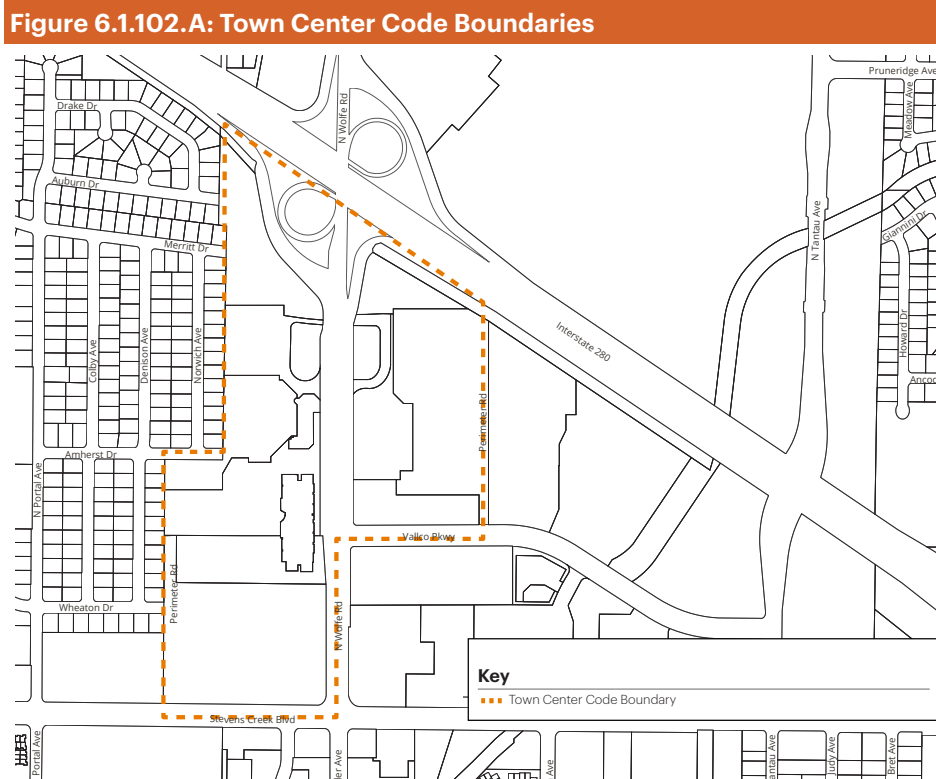 Figure 6.1.102.A: Town Center Code Boundaries
Pruneridge Ave
Drake Dr
N Wolfe Rd
Meadow Ave
Auburn Dr
N Tantau Ave
Giannini Dr
Merritt Dr
Interstate 280
Howard Dr
Colby Ave
Denison Ave
Norwich Ave
Perimeter Rd
Amherst Dr
N Portal Ave
Vallco Pkwy
Perimeter Rd
Wheaton Dr
N Wolfe Rd
Key
Town Center Code Boundary
Stevens Creek Blvd
Portal Ave
Ave
Judy Ave
Bret Ave